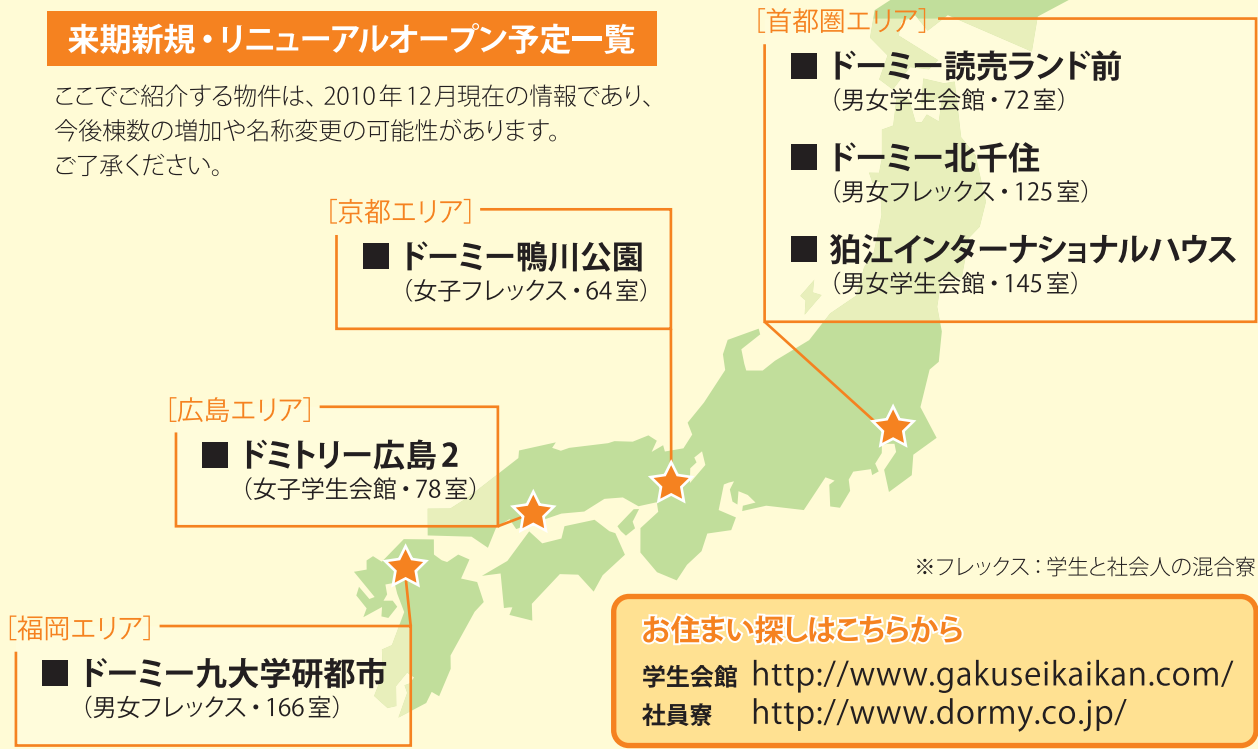 来期新規・リニューアルオープン予定一覧
ここでご紹介する物件は、2010年12月現在の情報であり、
今後棟数の増加や名称変更の可能性があります。
ご了承ください。
［首都圏エリア］
■ ドーミー読売ランド前
（男女学生会館・72室）
■ ドーミー北千住
（男女フレックス・125室）
■ 狛江インターナショナルハウス
（男女学生会館・145室）
［京都エリア］
■ ドーミー鴨川公園
（女子フレックス・64室）
［広島エリア］
■ ドミトリー広島2
（女子学生会館・78室）
［福岡エリア］
■ ドーミー九大学研都市
（男女フレックス・166室）
※フレックス：学生と社会人の混合寮
お住まい探しはこちらから
学生会館 http://www.gakuseikaikan.com/
社員寮 http://www.dormy.co.jp/